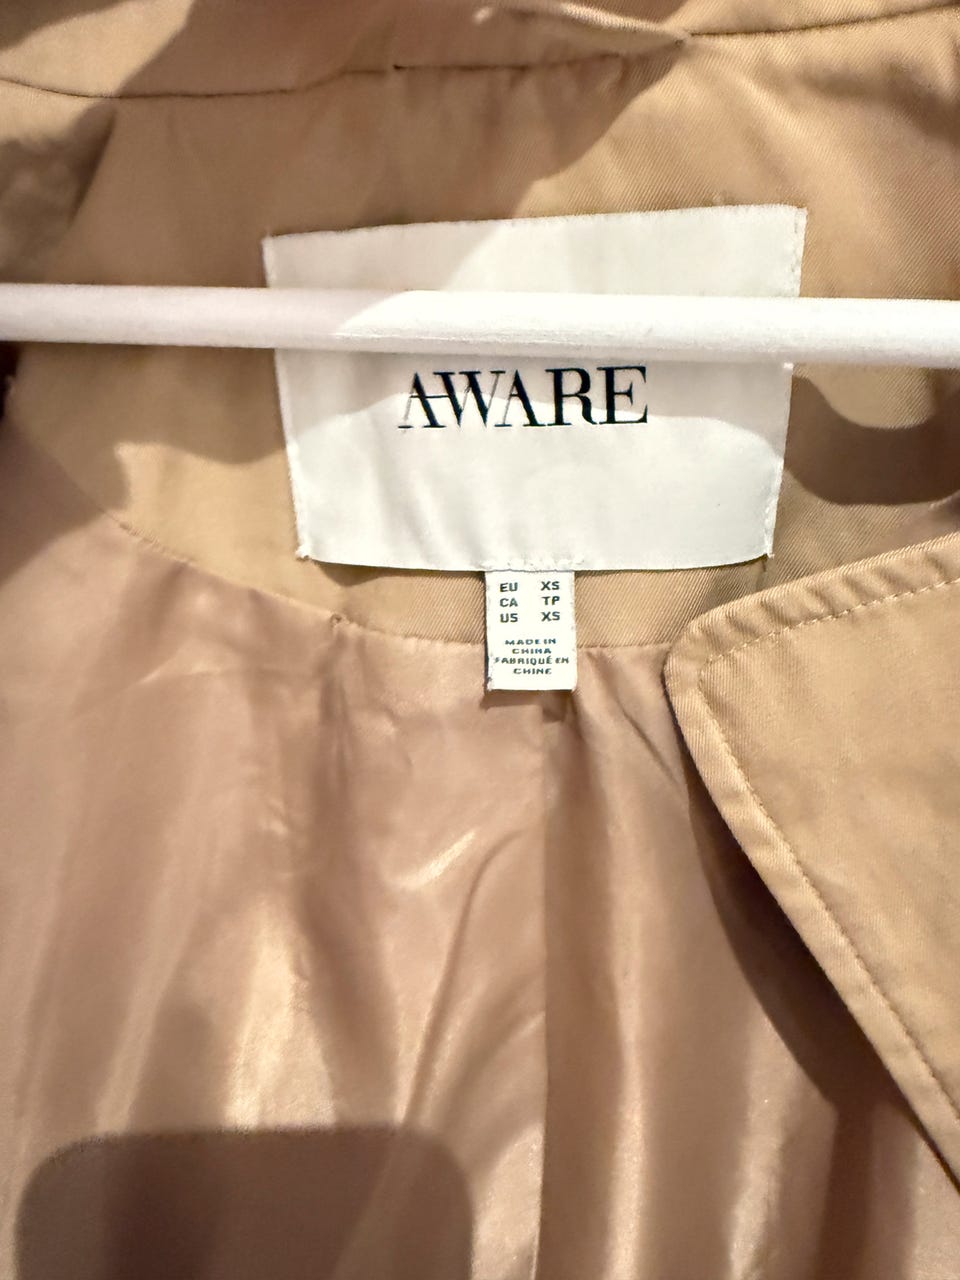 AWARE
EU XS
CA TP
US XS
MADE IN
CHINA
FABRIQUÉ EN
CHINE